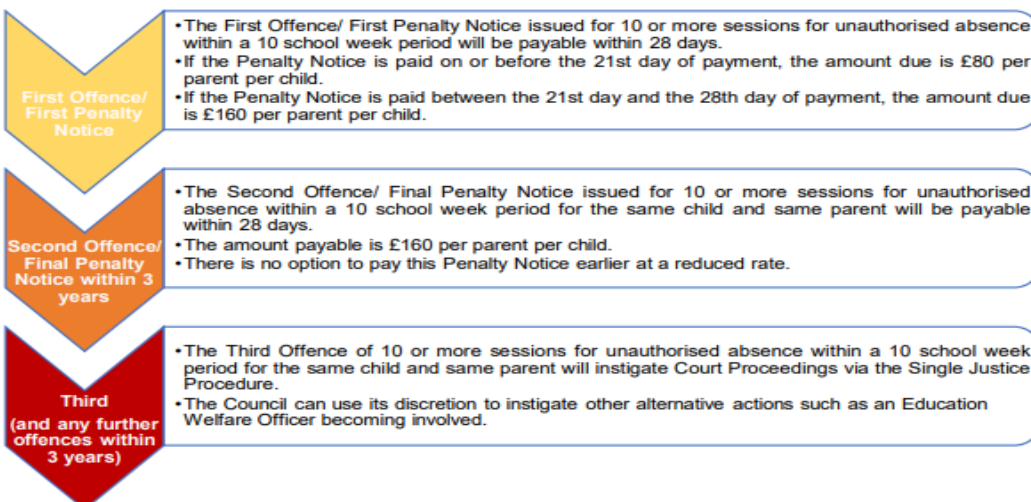 First Offence/
First Penalty
Notice
•The First Offence/ First Penalty Notice issued for 10 or more sessions for unauthorised absence
within a 10 school week period will be payable within 28 days.
•If the Penalty Notice is paid on or before the 21st day of payment, the amount due is £80 per
parent per child.
•If the Penalty Notice is paid between the 21st day and the 28th day of payment, the amount due
is £160 per parent per child.
Second Offence/
Final Penalty
Notice within 3
years
•The Second Offence/ Final Penalty Notice issued for 10 or more sessions for unauthorised
absence within a 10 school week period for the same child and same parent will be payable
within 28 days.
•The amount payable is £160 per parent per child.
•There is no option to pay this Penalty Notice earlier at a reduced rate.
Third
(and any further
offences within
3 years)
•The Third Offence of 10 or more sessions for unauthorised absence within a 10 school week
period for the same child and same parent will instigate Court Proceedings via the Single Justice
Procedure.
•The Council can use its discretion to instigate other alternative actions such as an Education
Welfare Officer becoming involved.